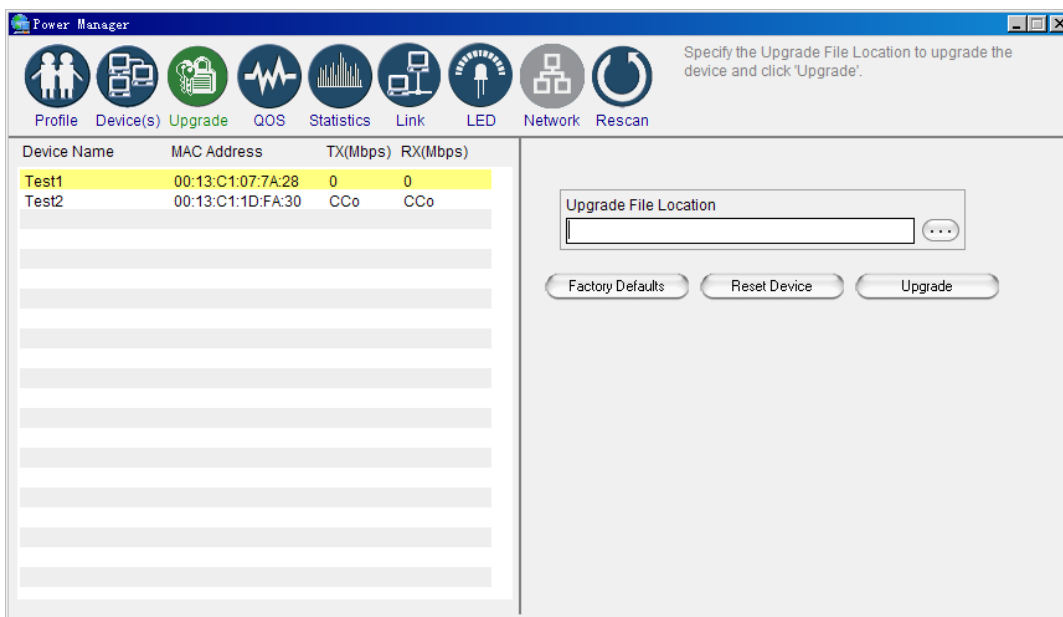 Power Manager
Specify the Upgrade File Location to upgrade the
device and click 'Upgrade'.
Profile Device(s) Upgrade QOS Statistics Link LED Network Rescan
Device Name MAC Address TX(Mbps) RX(Mbps)
Test1 00:13:C1:07:7A:28 0 0
Test2 00:13:C1:1D:FA:30 CCo CCo
Upgrade File Location
...
Factory Defaults Reset Device Upgrade